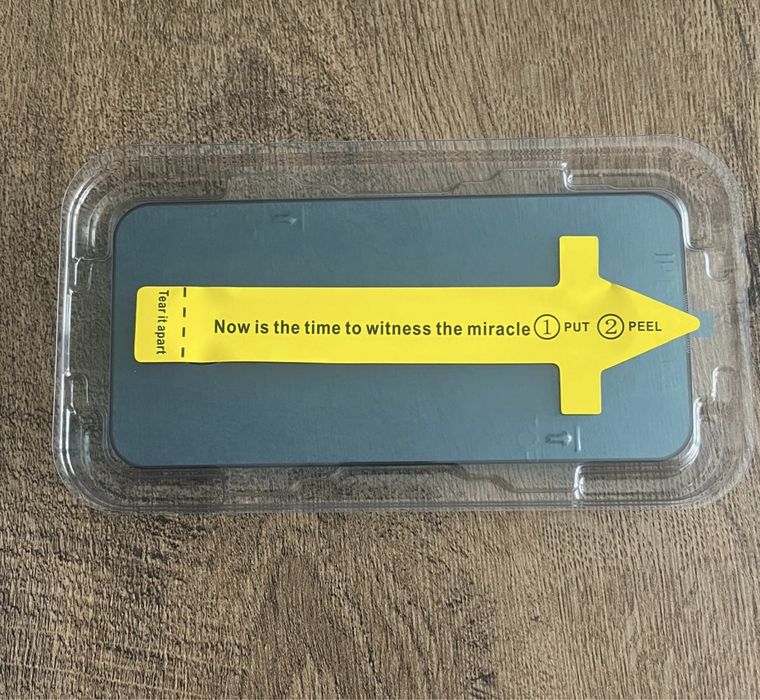 Tear it apart
Now is the time to witness the miracle ① PUT ② PEEL